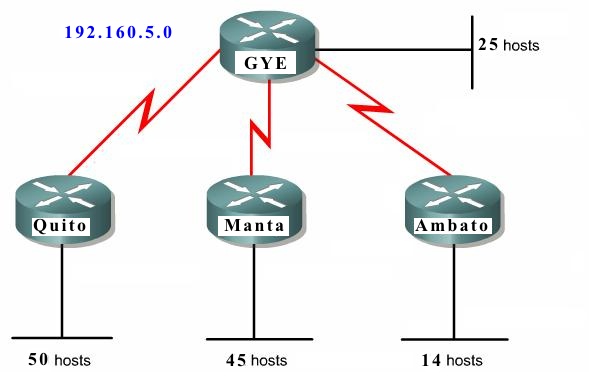 192.160.5.0
GYE
25 hosts
Quito
Manta
Ambato
50 hosts
45 hosts
14 hosts